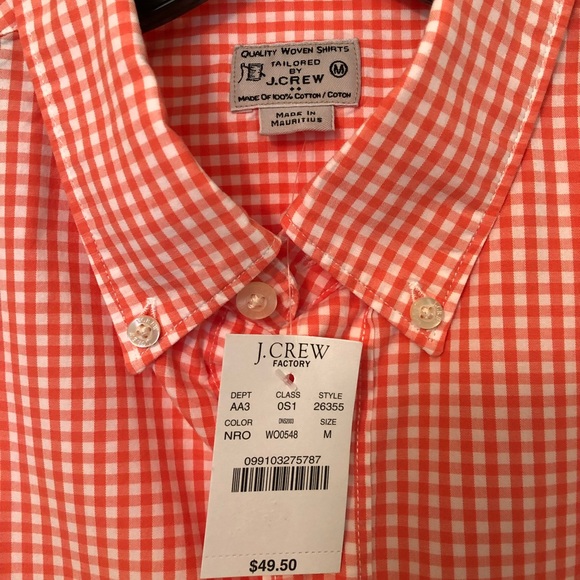 QUALITY WOVEN SHIRTS
TAILORED
BY
J.CREW
M
MADE OF 100% COTTON / COTON
MADE IN
MAURITIUS
J.CREW
FACTORY
DEPT CLASS STYLE
AA3 0S1 26355
COLOR SIZE
NRO WO0548 M
099103275787
$49.50